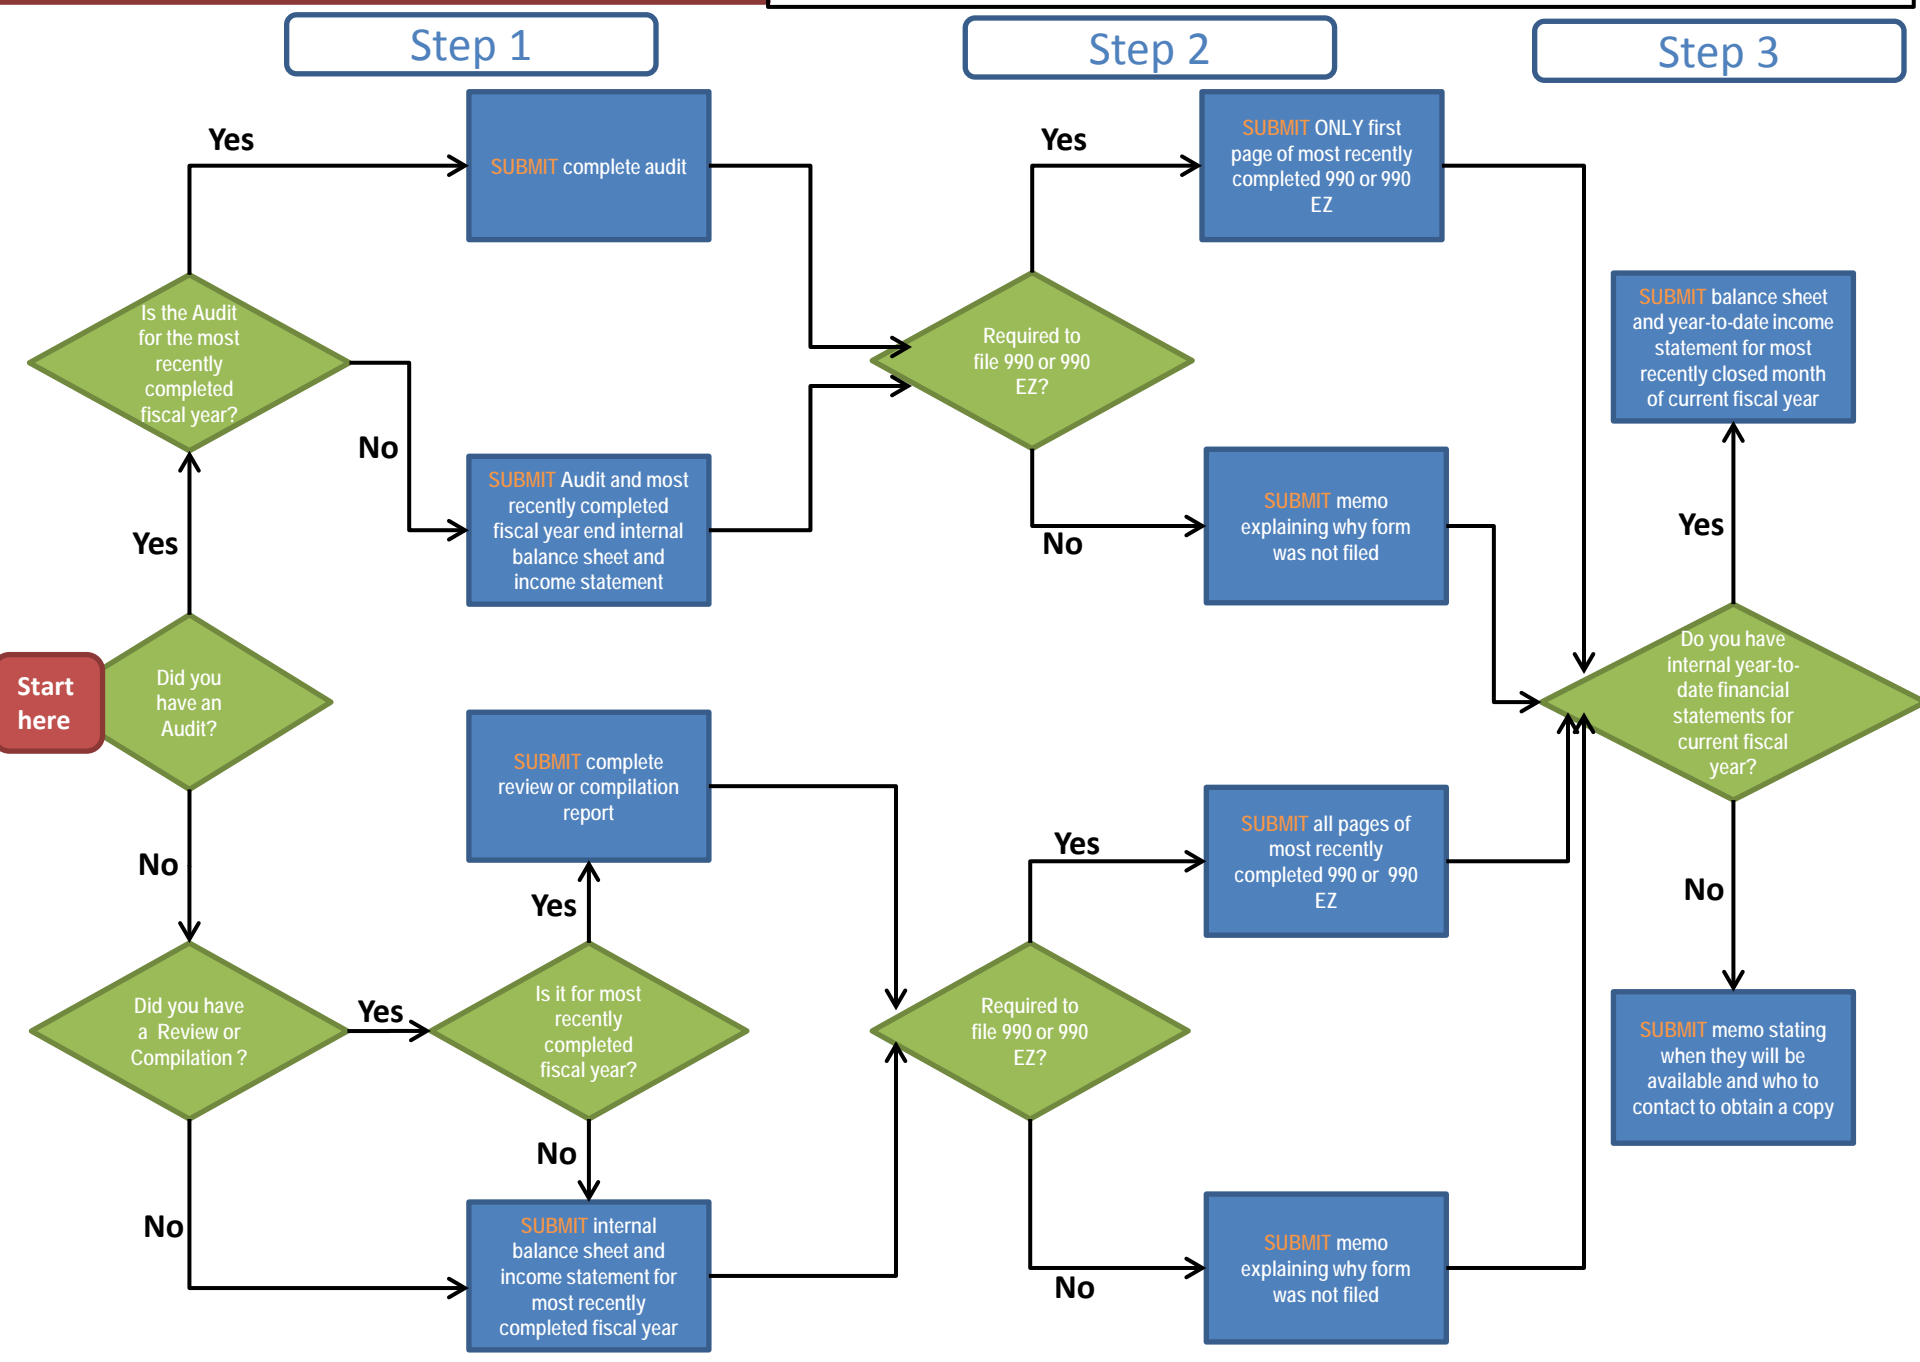 Step 1
Step 2
Step 3
Yes
SUBMIT complete audit
Yes
SUBMIT ONLY first
page of most recently
completed 990 or 990
EZ
Is the Audit
for the most
recently
completed
fiscal year?
Required to
file 990 or 990
EZ?
SUBMIT balance sheet
and year-to-date income
statement for most
recently closed month
of current fiscal year
No
SUBMIT Audit and most
recently completed
fiscal year end internal
balance sheet and
income statement
Yes
No
SUBMIT memo
explaining why form
was not filed
Yes
Start
here
Did you
have an
Audit?
Do you have
internal year-to-
date financial
statements for
current fiscal
year?
SUBMIT complete
review or compilation
report
No
Yes
Yes
SUBMIT all pages of
most recently
completed 990 or 990
EZ
No
Did you have
a Review or
Compilation ?
Yes
Is it for most
recently
completed
fiscal year?
Required to
file 990 or 990
EZ?
SUBMIT memo stating
when they will be
available and who to
contact to obtain a copy
No
No
SUBMIT internal
balance sheet and
income statement for
most recently
completed fiscal year
No
SUBMIT memo
explaining why form
was not filed